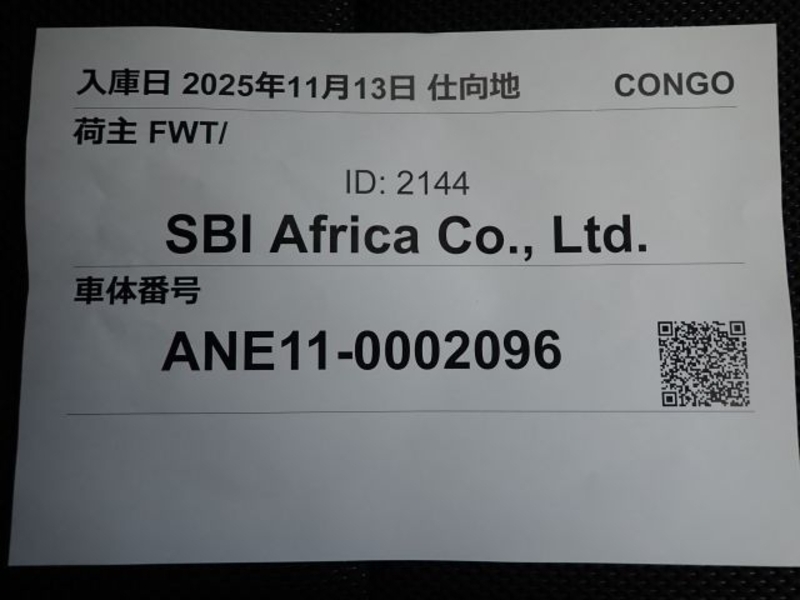 入庫日 2025年11月13日 仕向地 CONGO
荷主 FWT/
ID: 2144
SBI Africa Co., Ltd.
車体番号
ANE11-0002096